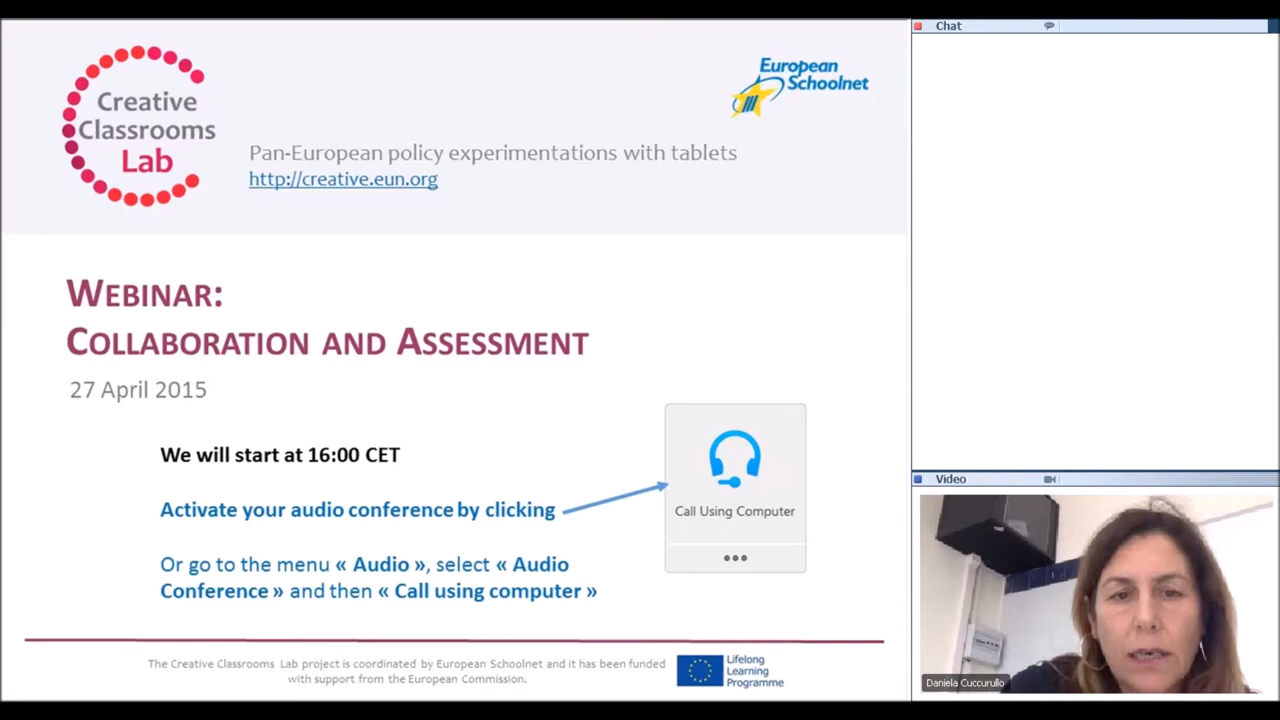 Creative
Classrooms
Lab
European
Schoolnet
Pan-European policy experimentations with tablets
http://creative.eun.org
WEBINAR:
COLLABORATION AND ASSESSMENT
27 April 2015
We will start at 16:00 CET
Activate your audio conference by clicking
Or go to the menu « Audio », select « Audio
Conference » and then « Call using computer »
Call Using Computer
The Creative Classrooms Lab project is coordinated by European Schoolnet and it has been funded
with support from the European Commission.
Lifelong
Learning
Programme
Chat
Video
Daniela Cuccurullo